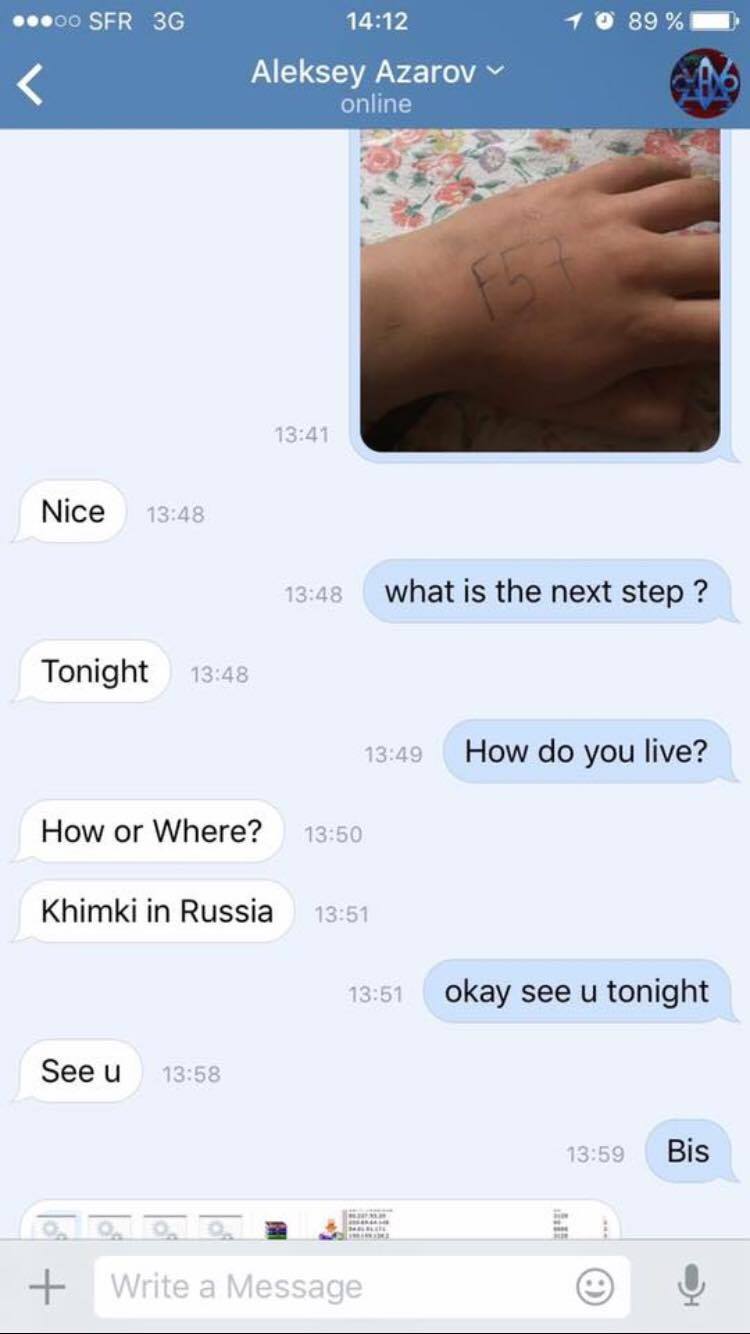 SFR 3G 14:12 89 %
Aleksey Azarov
online
F57
13:41
Nice 13:48
13:48 what is the next step ?
Tonight 13:48
13:49 How do you live?
How or Where? 13:50
Khimki in Russia 13:51
13:51 okay see u tonight
See u 13:58
13:59 Bis
Write a Message